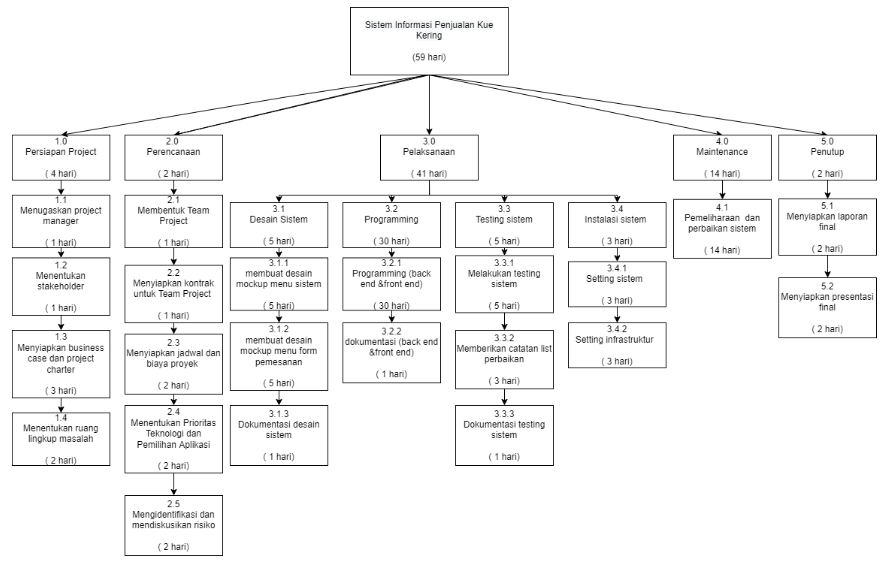 Sistem Informasi Penjualan Kue
Kering
(59 hari)
1.0
Persiapan Project
( 4 hari)
1.1
Menugaskan project
manager
( 1 hari)
1.2
Menentukan
stakeholder
( 1 hari)
1.3
Menyiapkan business
case dan project
charter
( 3 hari)
1.4
Menentukan ruang
lingkup masalah
( 2 hari)
2.0
Perencanaan
( 2 hari)
2.1
Membentuk Team
Project
( 1 hari)
2.2
Menyiapkan kontrak
untuk Team Project
( 1 hari)
2.3
Menyiapkan jadwal dan
biaya proyek
( 2 hari)
2.4
Menentukan Prioritas
Teknologi dan
Pemilihan Aplikasi
( 2 hari)
2.5
Mengidentifikasi dan
mendiskusikan risiko
( 2 hari)
3.0
Pelaksanaan
( 41 hari)
3.1
Desain Sistem
( 5 hari)
3.1.1
membuat desain
mockup menu sistem
( 5 hari)
3.1.2
membuat desain
mockup menu form
pemesanan
( 5 hari)
3.1.3
Dokumentasi desain
sistem
( 1 hari)
3.2
Programming
( 30 hari)
3.2.1
Programming (back
end &front end)
( 30 hari)
3.2.2
dokumentasi (back end
&front end)
( 1 hari)
3.3
Testing sistem
( 5 hari)
3.3.1
Melakukan testing
sistem
( 5 hari)
3.3.2
Memberikan catatan list
perbaikan
( 3 hari)
3.3.3
Dokumentasi testing
sistem
( 1 hari)
3.4
Instalasi sistem
( 3 hari)
3.4.1
Setting sistem
( 3 hari)
3.4.2
Setting infrastruktur
( 3 hari)
4.0
Maintenance
( 14 hari)
4.1
Pemeliharaan dan
perbaikan sistem
( 14 hari)
5.0
Penutup
( 2 hari)
5.1
Menyiapkan laporan
final
( 2 hari)
5.2
Menyiapkan presentasi
final
( 2 hari)